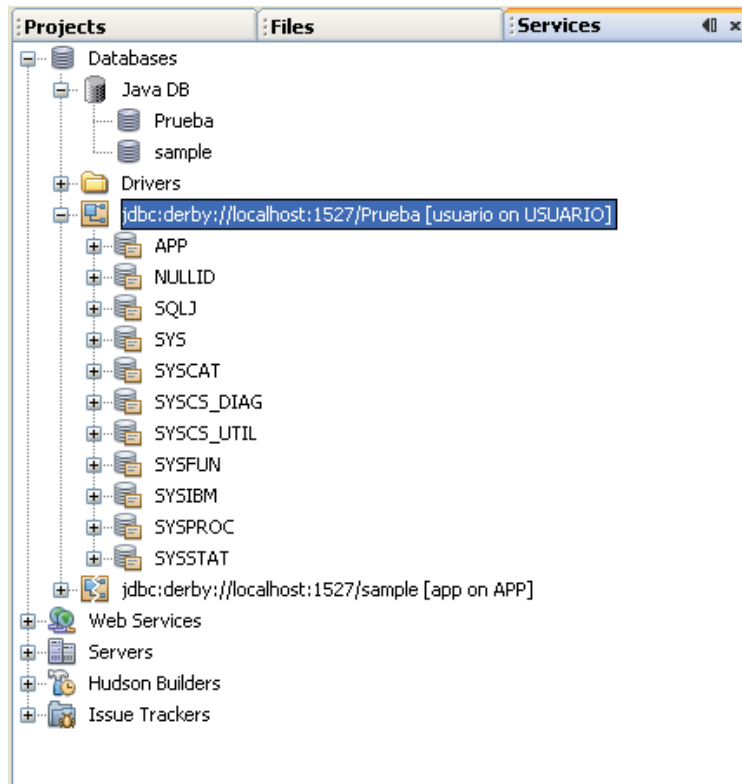 Projects Files Services
Databases
Java DB
Prueba
sample
Drivers
jdbc:derby://localhost:1527/Prueba [usuario on USUARIO]
APP
NULLID
SQLJ
SYS
SYSCAT
SYSCS_DIAG
SYSCS_UTIL
SYSFUN
SYSIBM
SYSPROC
SYSSTAT
jdbc:derby://localhost:1527/sample [app on APP]
Web Services
Servers
Hudson Builders
Issue Trackers